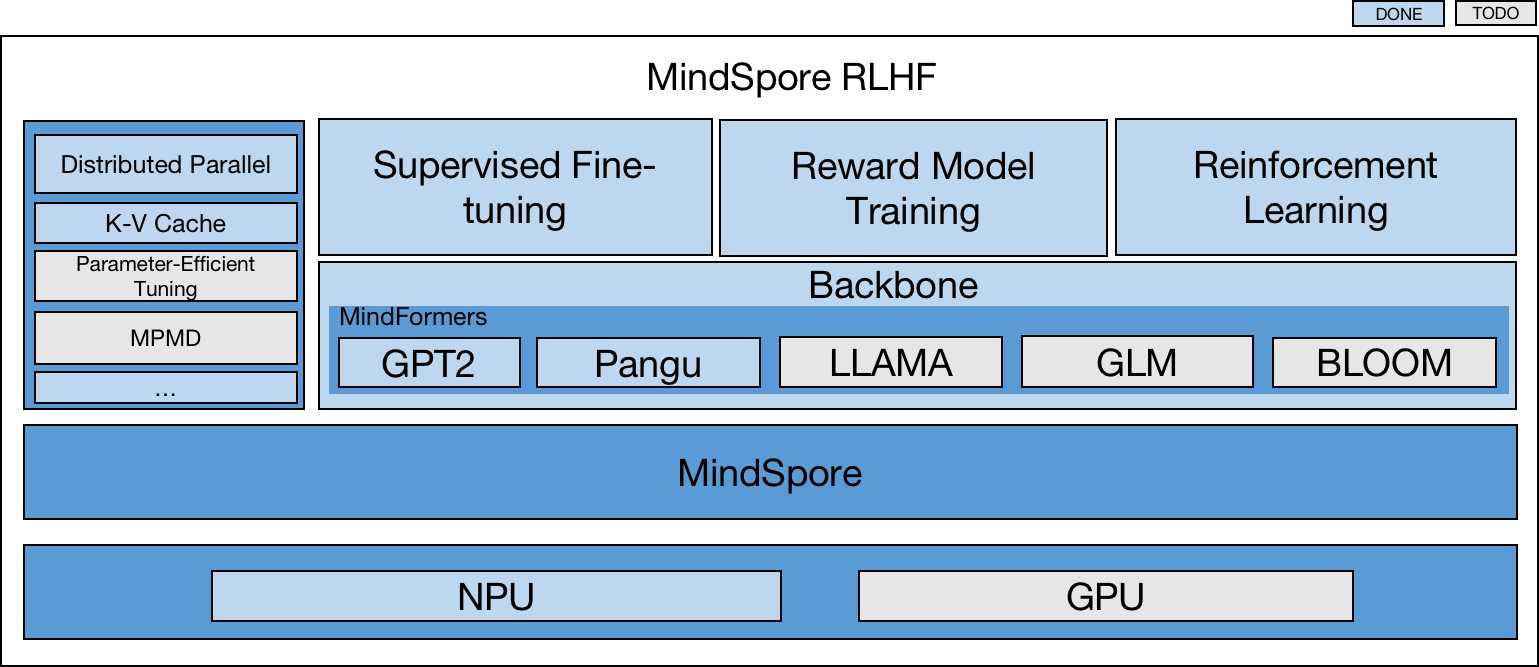 DONE
TODO
MindSpore RLHF
Distributed Parallel
K-V Cache
Parameter-Efficient
Tuning
MPMD
...
Supervised Fine-
tuning
Reward Model
Training
Reinforcement
Learning
Backbone
MindFormers
GPT2
Pangu
LLAMA
GLM
BLOOM
MindSpore
NPU
GPU